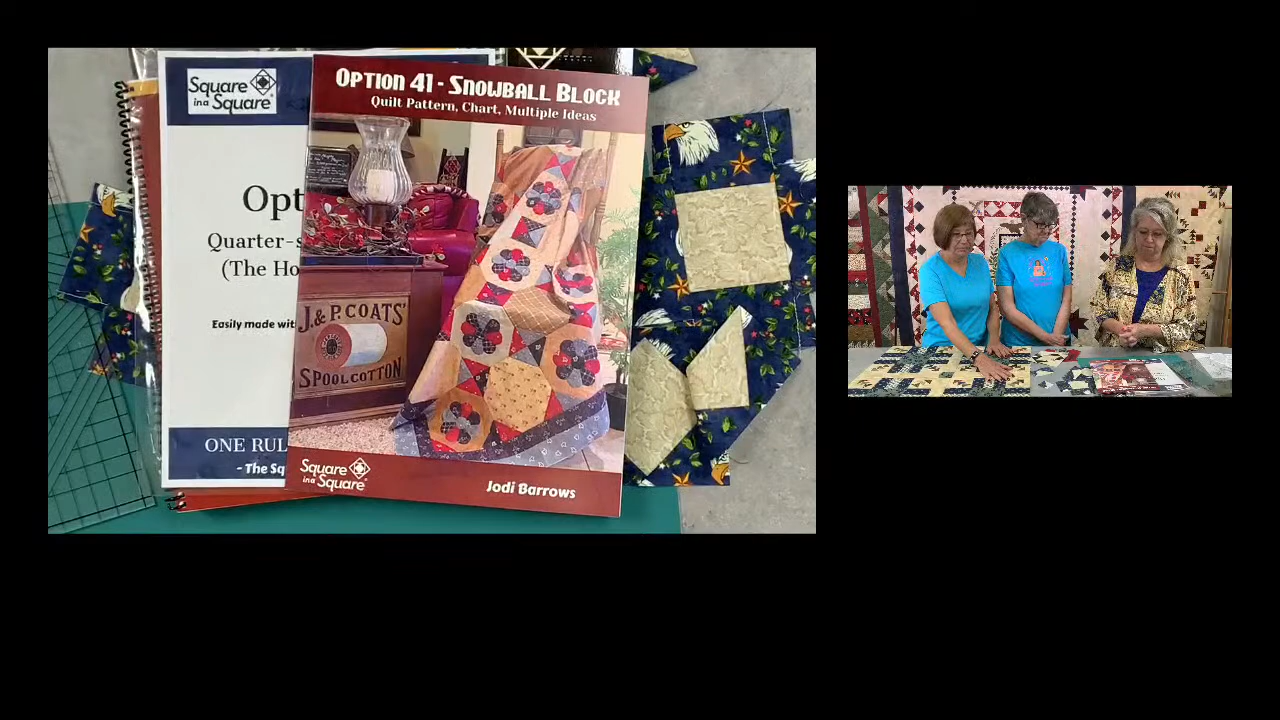 Square
in a Square
Opt
Quarter-s
(The Ho
Easily made wit
ONE RUL
- The Sq
OPTION 41 - SNOWBALL BLOCK
Quilt Pattern, Chart, Multiple Ideas
J. & P. COATS'
SPOOL COTTON
Square
in a Square
Jodi Barrows